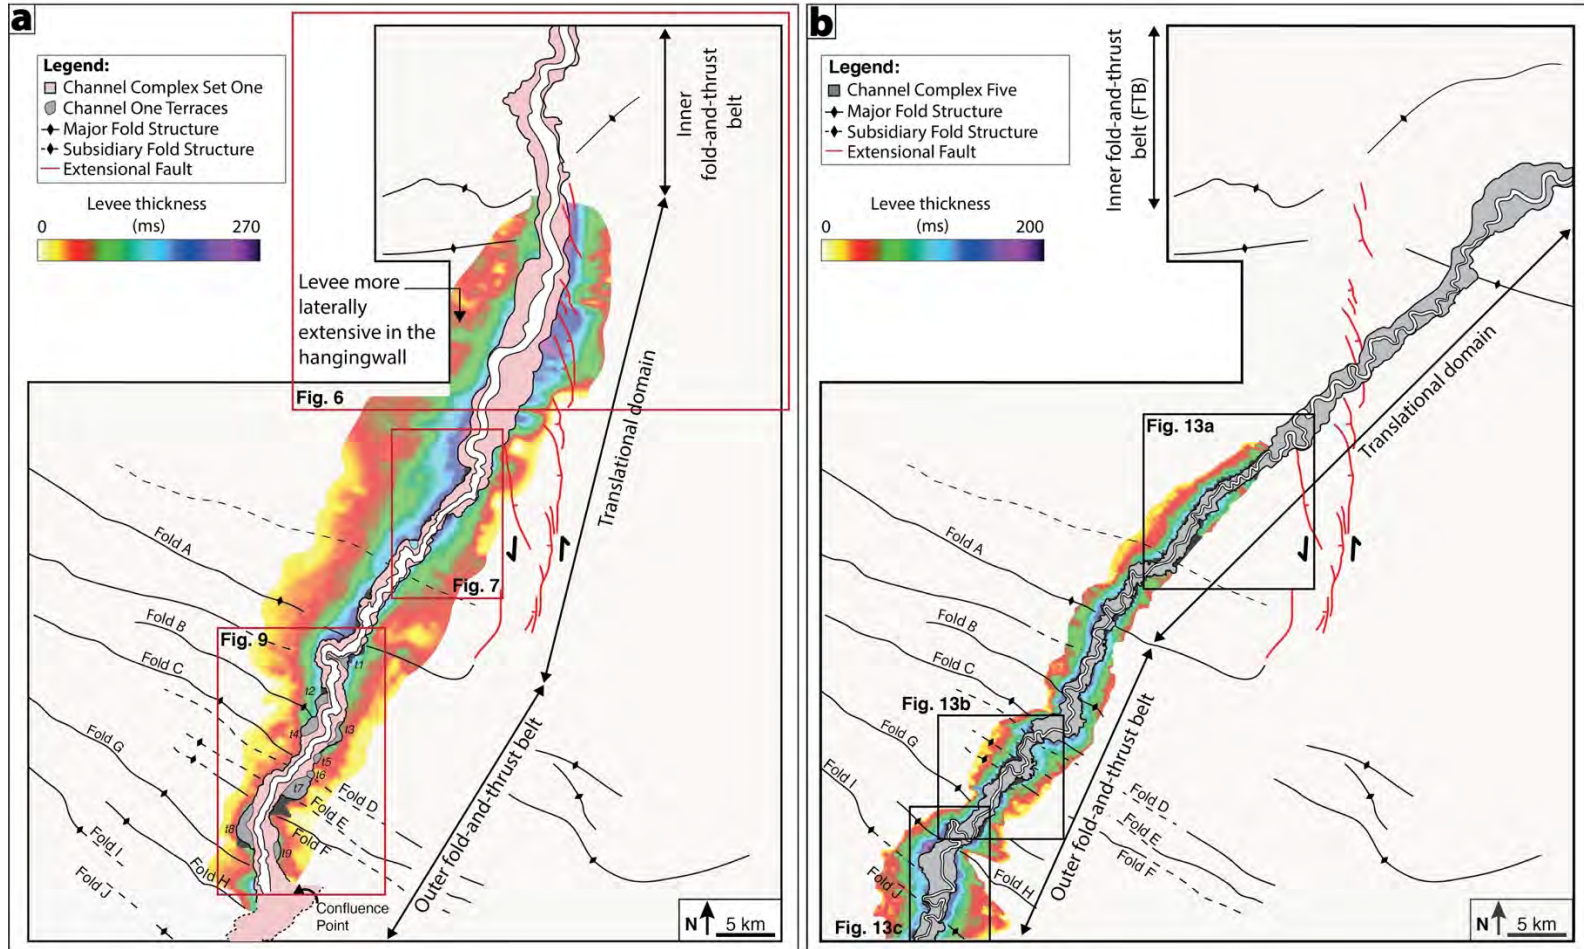 a
Legend:
Channel Complex Set One
Channel One Terraces
Major Fold Structure
Subsidiary Fold Structure
Extensional Fault
Levee thickness
0 (ms) 270
Inner
fold-and-thrust
belt
Levee more
laterally
extensive in the
hangingwall
Fig. 6
Translational domain
Fold A
Fig. 7
Fold B
Fig. 9
Fold C
t1
t2
t3
t4
t5
t6
t7
Fold G
Fold D
Fold E
Fold F
t8
t9
Fold I
Fold H
Fold J
Outer fold-and-thrust belt
Confluence
Point
N 5 km
b
Legend:
Channel Complex Five
Major Fold Structure
Subsidiary Fold Structure
Extensional Fault
Levee thickness
0 (ms) 200
Inner fold-and-thrust
belt (FTB)
Translational domain
Fig. 13a
Fold A
Fold B
Fold C
Fig. 13b
Fold G
Fold I
Fold D
Fold E
Fold F
Fold J
Fold H
Outer fold-and-thrust belt
Fig. 13c
N 5 km